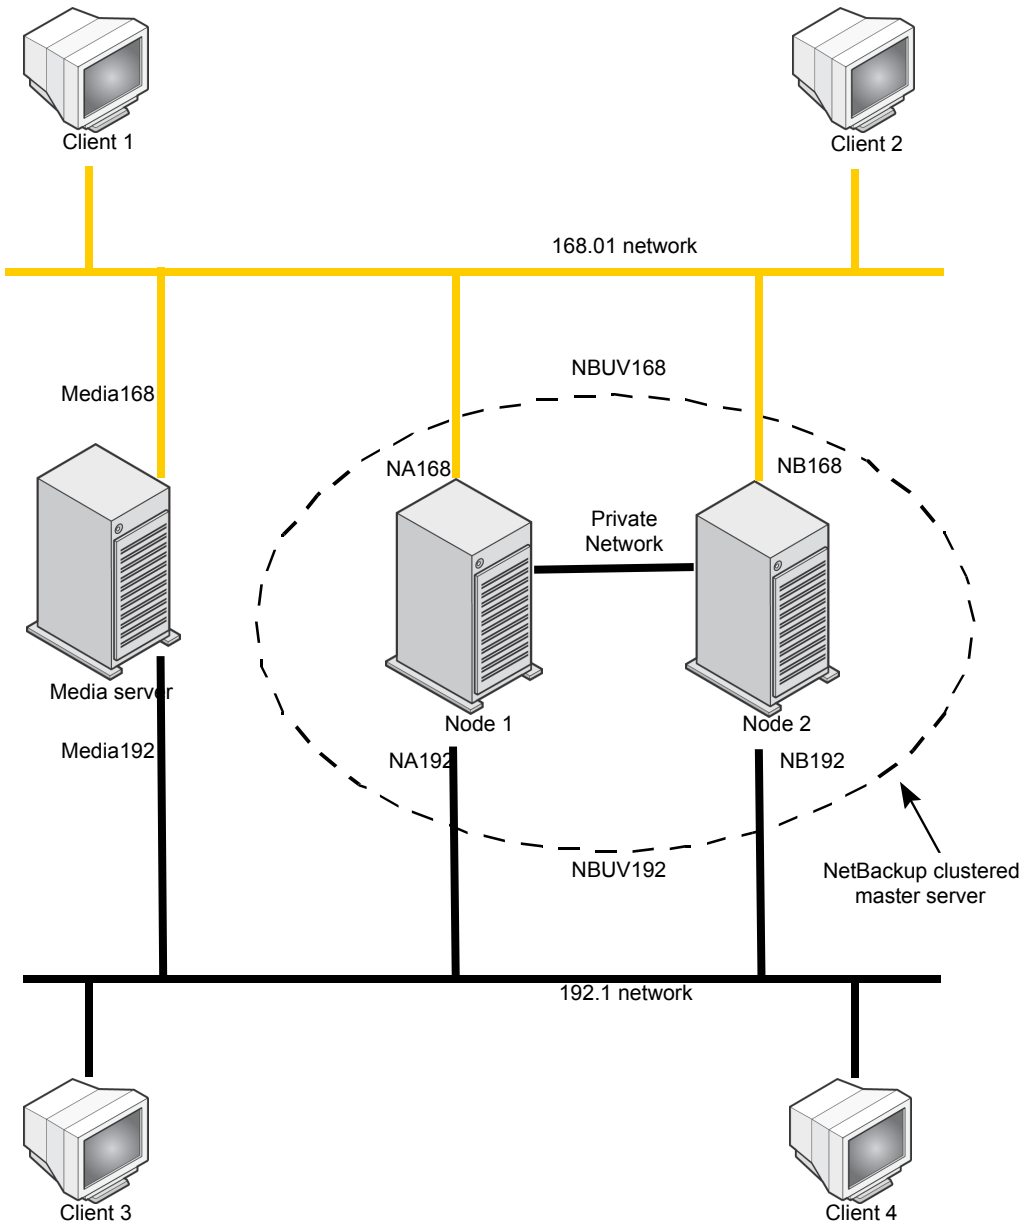 Client 1
Client 2
168.01 network
NBUV168
Media168
NA168
NB168
Private
Network
Media server
Node 1
Node 2
Media192
NA192
NB192
NBUV192
NetBackup clustered
master server
192.1 network
Client 3
Client 4